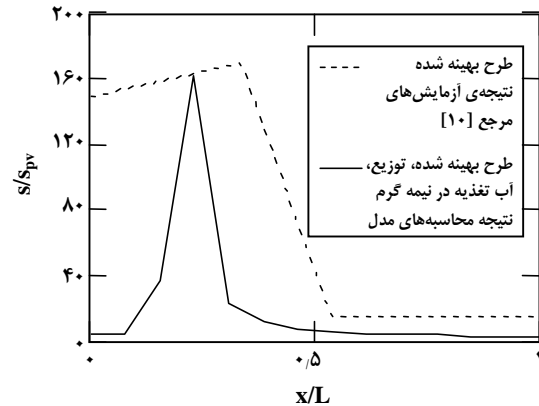 ۲۰۰
۱۶۰
۱۲۰
۸۰
۴۰
۰
s/s_pv
طرح بهینه شده
نتیجه‌ی آزمایش‌های
مرجع [۱۰]
طرح بهینه شده، توزیع،
آب تغذیه در نیمه گرم
نتیجه محاسبه‌های مدل
۰ ۰٫۵ ۱
x/L